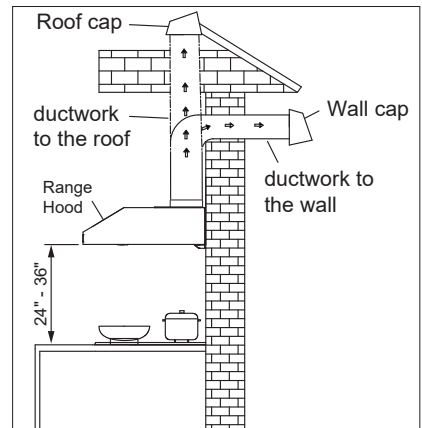 Roof cap
ductwork
to the roof
Wall cap
ductwork to
the wall
Range
Hood
24" - 36"